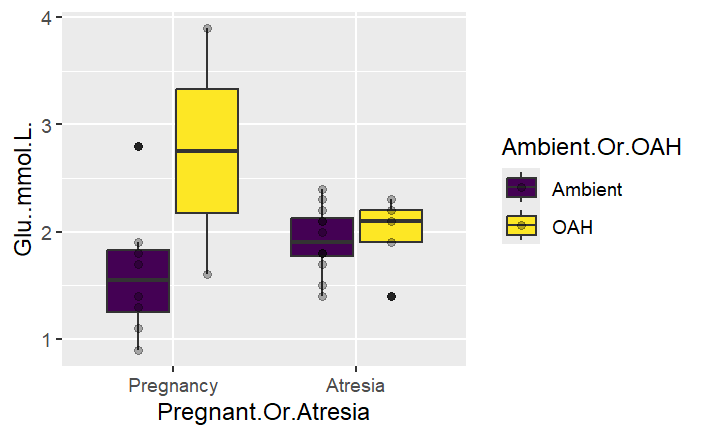 4
3
2
1
Glu..mmol.L.
Pregnancy
Atresia
Pregnant.Or.Atresia
Ambient.Or.OAH
Ambient
OAH